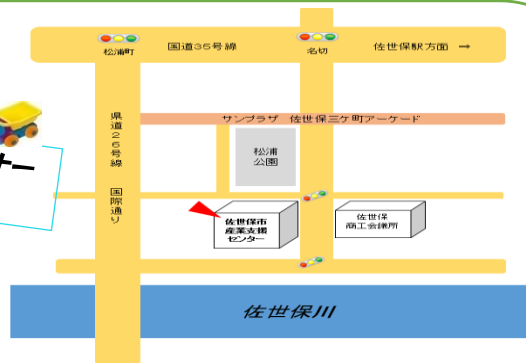 国道35号線
佐世保駅方面 →
松浦町
名切
サンプラザ 佐世保三ケ町アーケード
県道26号線 国際通り
松浦
公園
ナー
佐世保市
産業支援
センター
佐世保
商工会議所
佐世保川